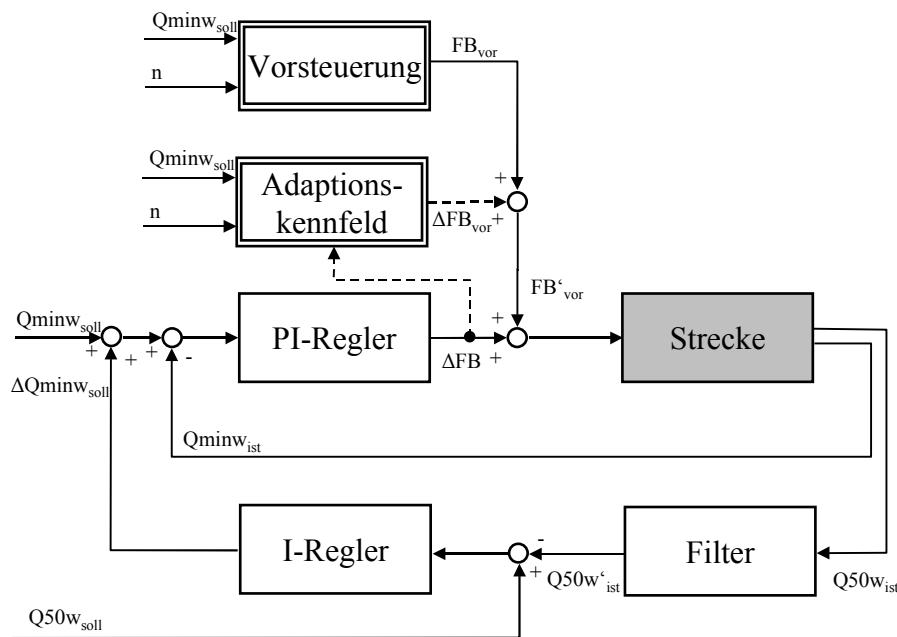 Qminw_soll
n
Vorsteuerung
FB_vor
Qminw_soll
n
Adaptions-
kennfeld
+
ΔFB_vor
+
FB‘_vor
Qminw_soll
+
+
+
-
PI-Regler
ΔFB
+
+
Strecke
ΔQminw_soll
Qminw_ist
I-Regler
-
+
Q50w‘_ist
Filter
Q50w_ist
Q50w_soll